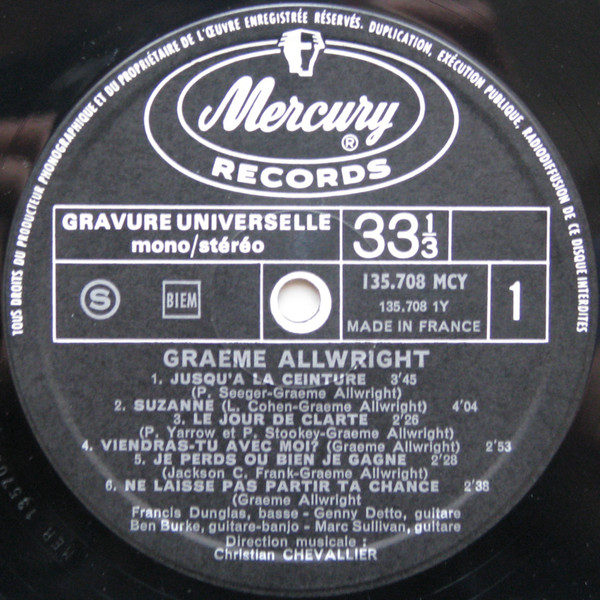 TOUS DROITS DU PRODUCTEUR PHONOGRAPHIQUE ET DU PROPRIÉTAIRE DE L'ŒUVRE ENREGISTRÉE RÉSERVÉS. DUPLICATION, EXÉCUTION PUBLIQUE, RADIODIFFUSION DE CE DISQUE INTERDITES
Mercury
®
RECORDS
GRAVURE UNIVERSELLE
mono/stéréo
33 1/3
S
BIEM
135.708 MCY
135.708 1Y
MADE IN FRANCE
1
GRAEME ALLWRIGHT
1. JUSQU'A LA CEINTURE 3'45
(P. Seeger-Graeme Allwright)
2. SUZANNE (L. Cohen-Graeme Allwright) 4'04
3. LE JOUR DE CLARTE 2'26
(P. Yarrow et P. Stookey-Graeme Allwright)
4. VIENDRAS-TU AVEC MOI? (Graeme Allwright) 2'53
5. JE PERDS OU BIEN JE GAGNE 2'28
(Jackson C. Frank-Graeme Allwright)
6. NE LAISSE PAS PARTIR TA CHANCE 2'38
(Graeme Allwright
Francis Dunglas, basse - Genny Detto, guitare
Ben Burke, guitare-banjo - Marc Sullivan, guitare
Direction musicale :
Christian CHEVALLIER